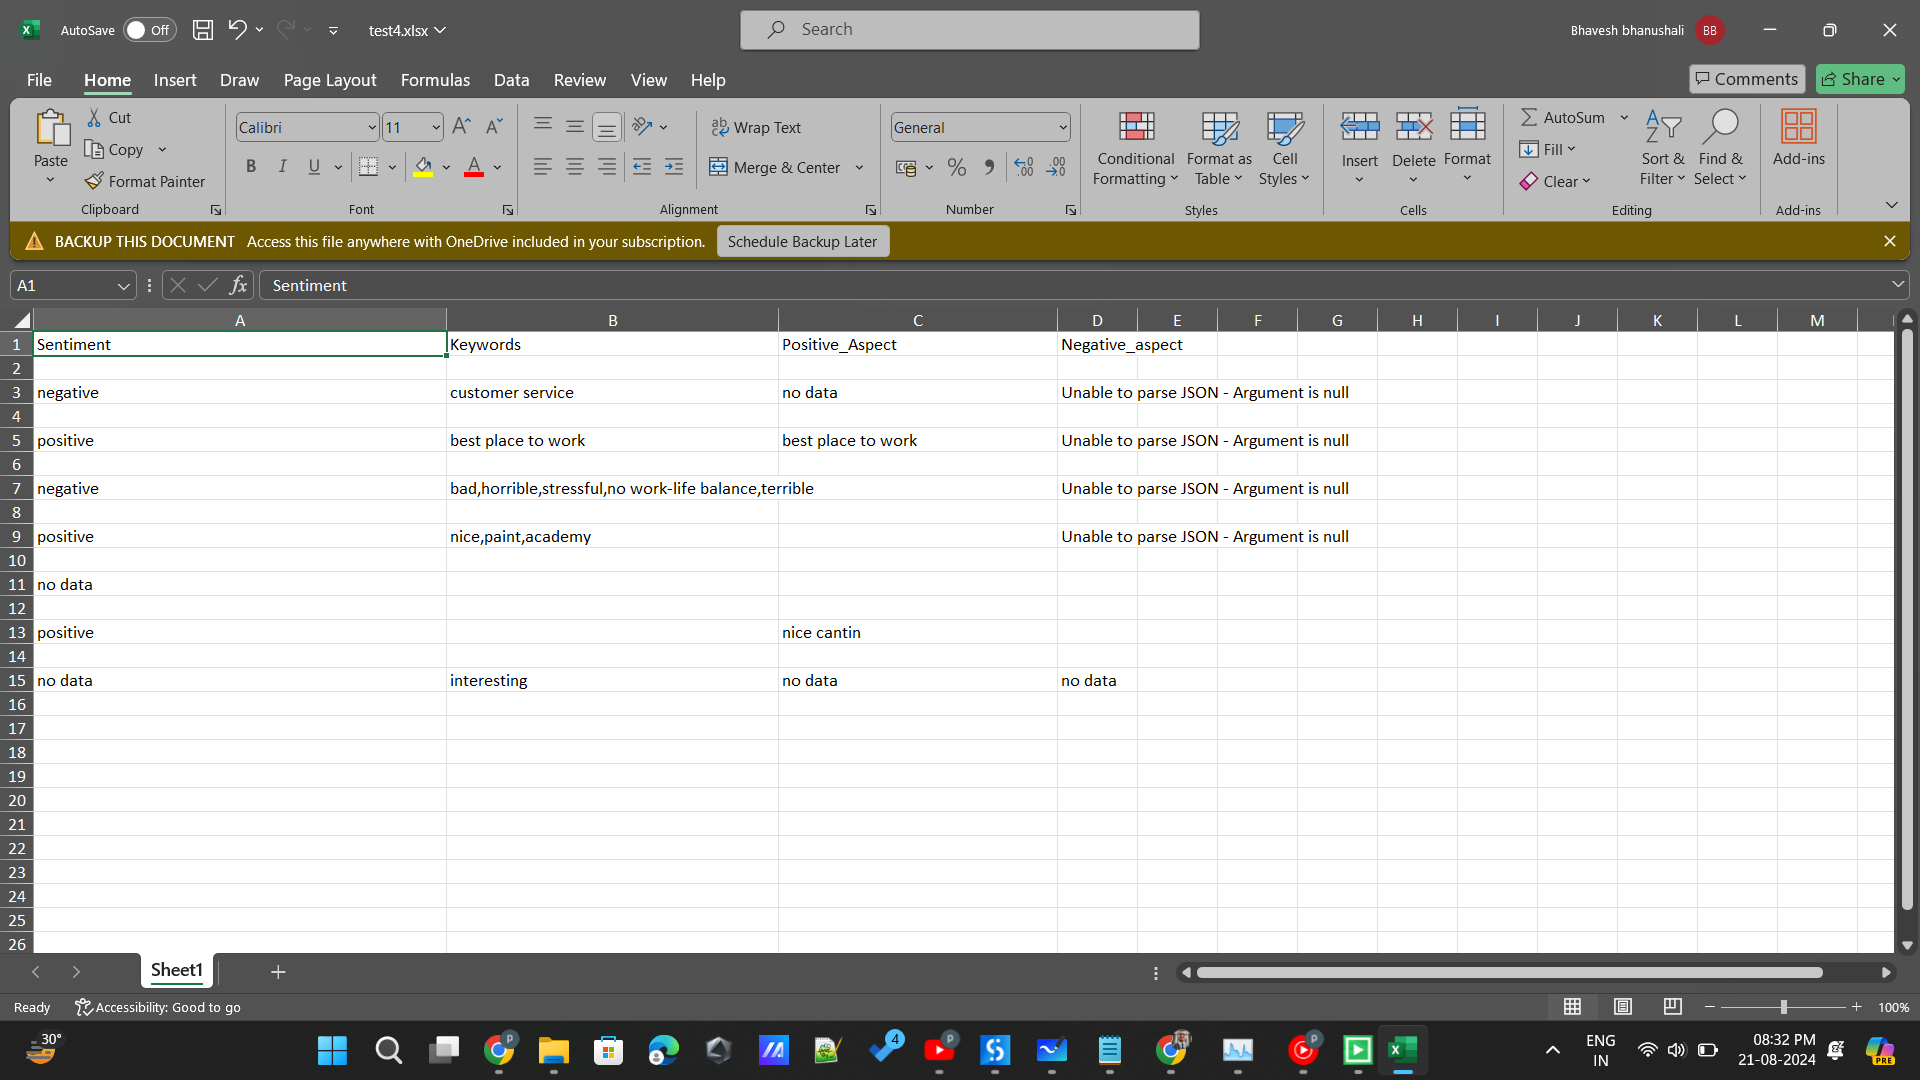 AutoSave Off test4.xlsx Search Bhavesh bhanushali BB
File Home Insert Draw Page Layout Formulas Data Review View Help Comments Share
Paste Cut Copy Format Painter Clipboard
Calibri 11 B I U A Font
Wrap Text Merge & Center Alignment
General % Number
Conditional Formatting Format as Table Cell Styles Styles
Insert Delete Format Cells
AutoSum Fill Clear Sort & Filter Find & Select Editing
Add-ins Add-ins
BACKUP THIS DOCUMENT Access this file anywhere with OneDrive included in your subscription. Schedule Backup Later
A1 fx Sentiment
A B C D E F G H I J K L M
1 Sentiment Keywords Positive_Aspect Negative_aspect
2
3 negative customer service no data Unable to parse JSON - Argument is null
4
5 positive best place to work best place to work Unable to parse JSON - Argument is null
6
7 negative bad,horrible,stressful,no work-life balance,terrible Unable to parse JSON - Argument is null
8
9 positive nice,paint,academy Unable to parse JSON - Argument is null
10
11 no data
12
13 positive nice cantin
14
15 no data interesting no data no data
16
17
18
19
20
21
22
23
24
25
26
Sheet1
Ready Accessibility: Good to go 100%
30° 4 ENG IN 08:32 PM 21-08-2024 PRE